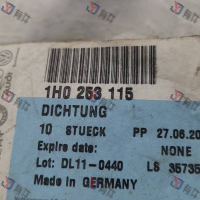 1H0 253 115
DICHTUNG
10 STUECK PP 27.06.20
Expire date: NONE
Lot: DL11-0440 LS 35735
Made in GERMANY